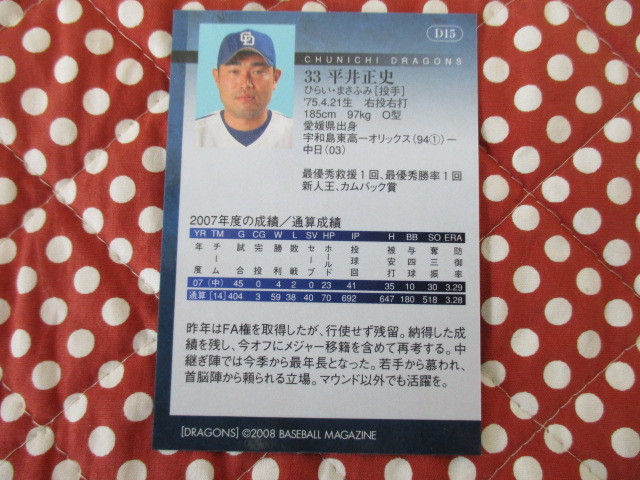 D15
CD
CHUNICHI DRAGONS
33 平井正史
ひらい・まさふみ[投手]
'75.4.21生 右投右打
185cm 97kg O型
愛媛県出身
宇和島東高ーオリックス(94①)ー
中日(03)
最優秀救援1回、最優秀勝率1回
新人王、カムバック賞
2007年度の成績／通算成績
YR TM G CG W L SV HP IP H BB SO ERA
年度 チーム 試合 完投 勝利 敗戦 セーブ ホールド 投球回 被安打 与四球 奪三振 防御率
07 (中) 45 0 4 2 0 23 41 35 10 30 3.29
通算 [14] 404 3 59 38 40 70 692 647 180 518 3.28
昨年はFA権を取得したが、行使せず残留。納得した成
績を残し、今オフにメジャー移籍を含めて再考する。中
継ぎ陣では今季から最年長となった。若手から慕われ、
首脳陣から頼られる立場。マウンド以外でも活躍を。
[DRAGONS] ©2008 BASEBALL MAGAZINE